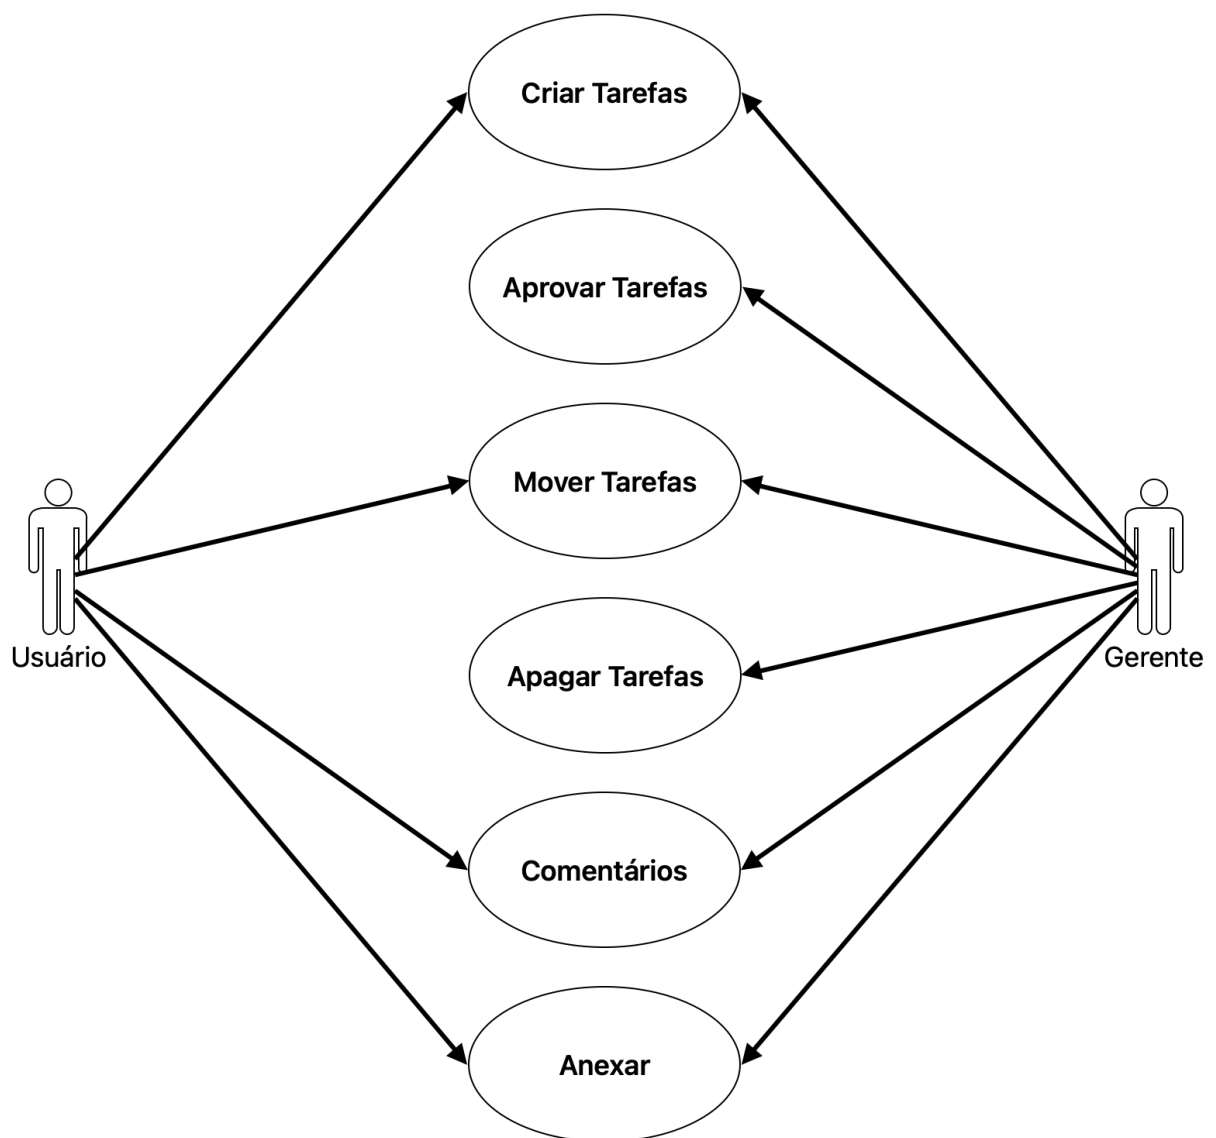 Criar Tarefas
Aprovar Tarefas
Mover Tarefas
Usuário
Gerente
Apagar Tarefas
Comentários
Anexar